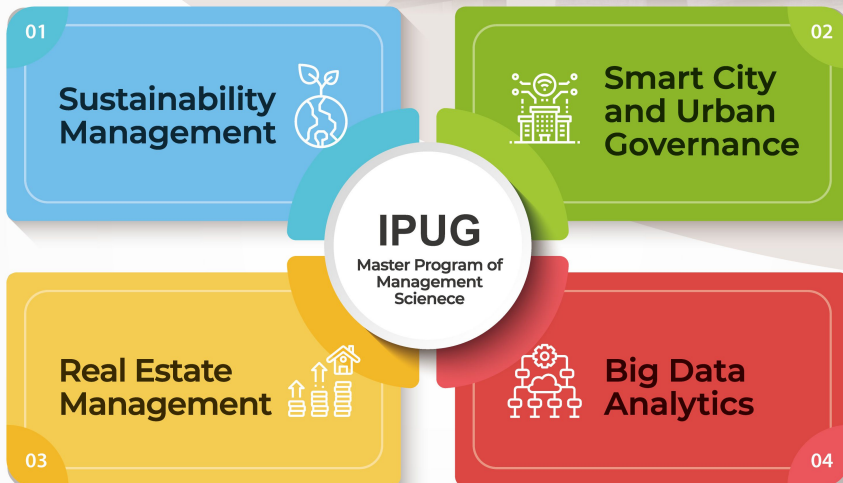 01
Sustainability
Management
02
Smart City
and Urban
Governance
IPUG
Master Program of
Management
Scienece
Real Estate
Management
03
Big Data
Analytics
04